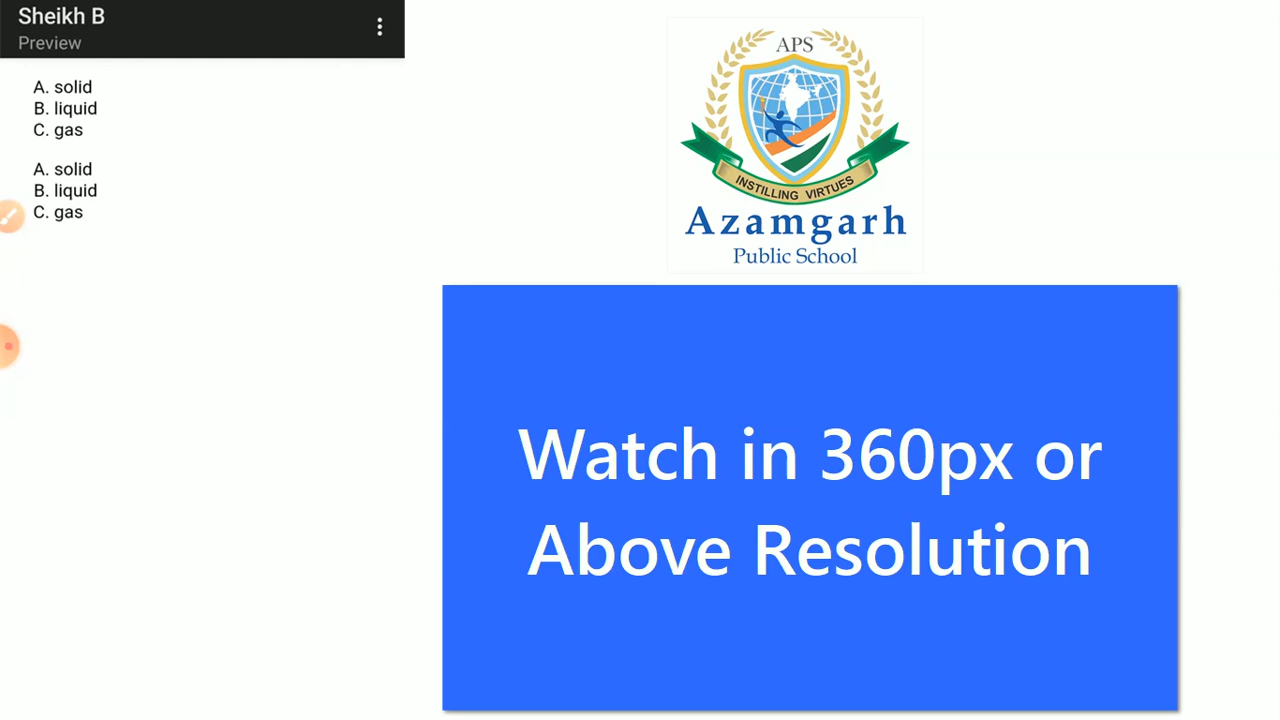 Sheikh B
Preview
A. solid
B. liquid
C. gas
A. solid
B. liquid
C. gas
APS
INSTILLING VIRTUES
Azamgarh
Public School
Watch in 360px or
Above Resolution